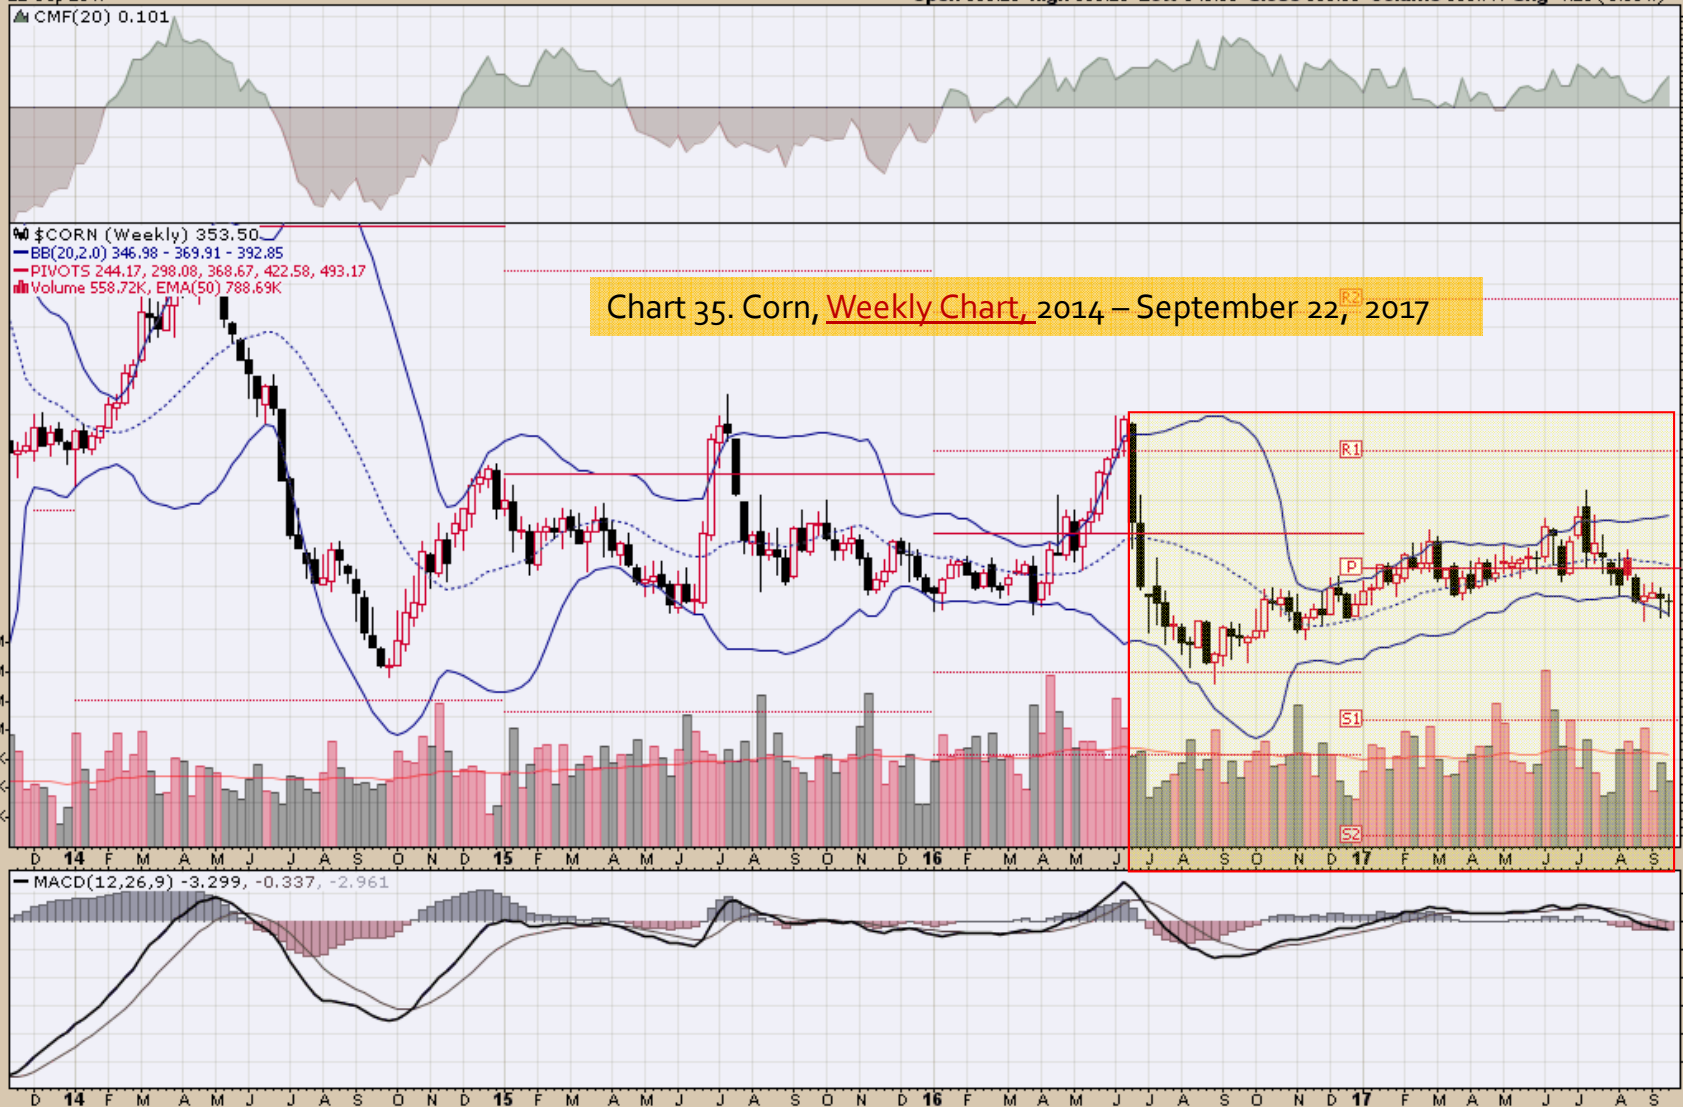 CMF(20) 0.101
$CORN (Weekly) 353.50
BB(20,2.0) 346.98 - 369.91 - 392.85
PIVOTS 244.17, 298.08, 368.67, 422.58, 493.17
Volume 558.72K, EMA(50) 788.69K
Chart 35. Corn, Weekly Chart, 2014 – September 22, 2017
R2
R1
P
S1
S2
D 14 F M A M J J A S O N D 15 F M A M J J A S O N D 16 F M A M J J A S O N D 17 F M A M J J A S
MACD(12,26,9) -3.299, -0.337, -2.961
D 14 F M A M J J A S O N D 15 F M A M J J A S O N D 16 F M A M J J A S O N D 17 F M A M J J A S